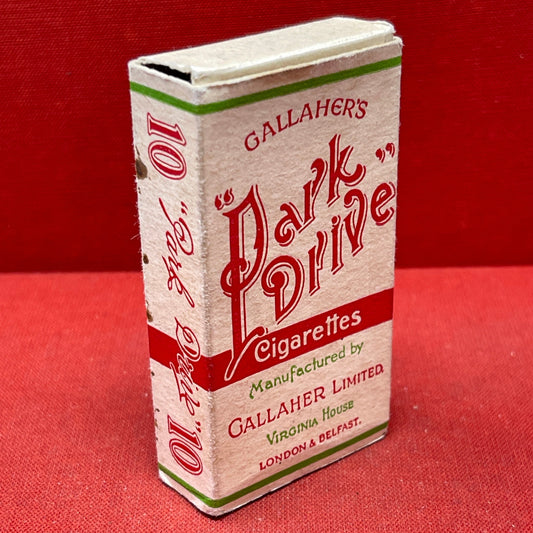 GALLAHER'S
"Park
Drive"
Cigarettes
Manufactured by
GALLAHER LIMITED.
VIRGINIA HOUSE
LONDON & BELFAST.
10 "Park Drive" 10